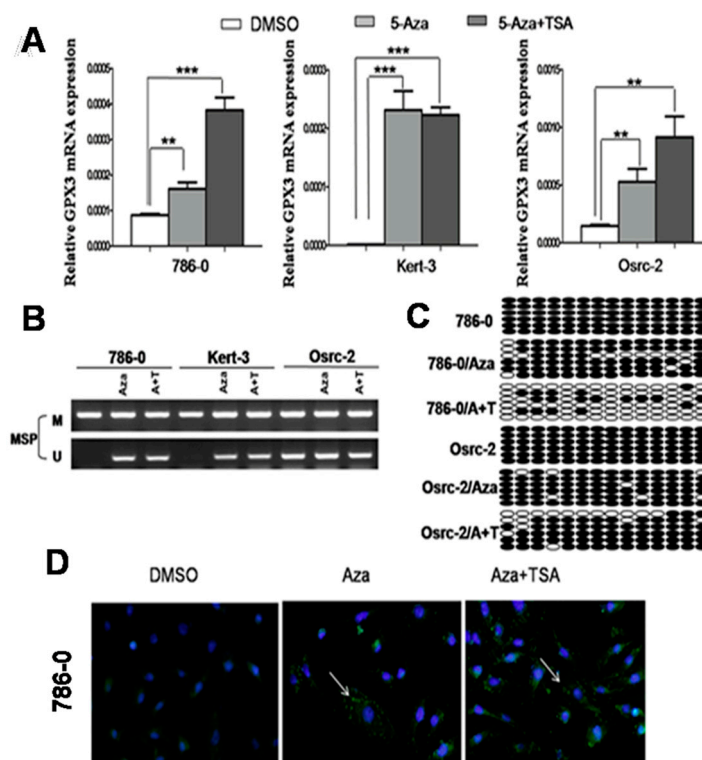 DMSO 5-Aza 5-Aza+TSA
A
Relative GPX3 mRNA expression
0.0005
0.0004
0.0003
0.0002
0.0001
0.0000
***
**
786-0
Relative GPX3 mRNA expression
0.0003
0.0002
0.0001
0.0000
***
***
Kert-3
Relative GPX3 mRNA expression
0.0015
0.0010
0.0005
0.0000
**
**
Osrc-2
B
786-0 Kert-3 Osrc-2
Aza A+T Aza A+T Aza A+T
MSP
M
U
C
786-0
786-0/Aza
786-0/A+T
Osrc-2
Osrc-2/Aza
Osrc-2/A+T
D
DMSO Aza Aza+TSA
786-0